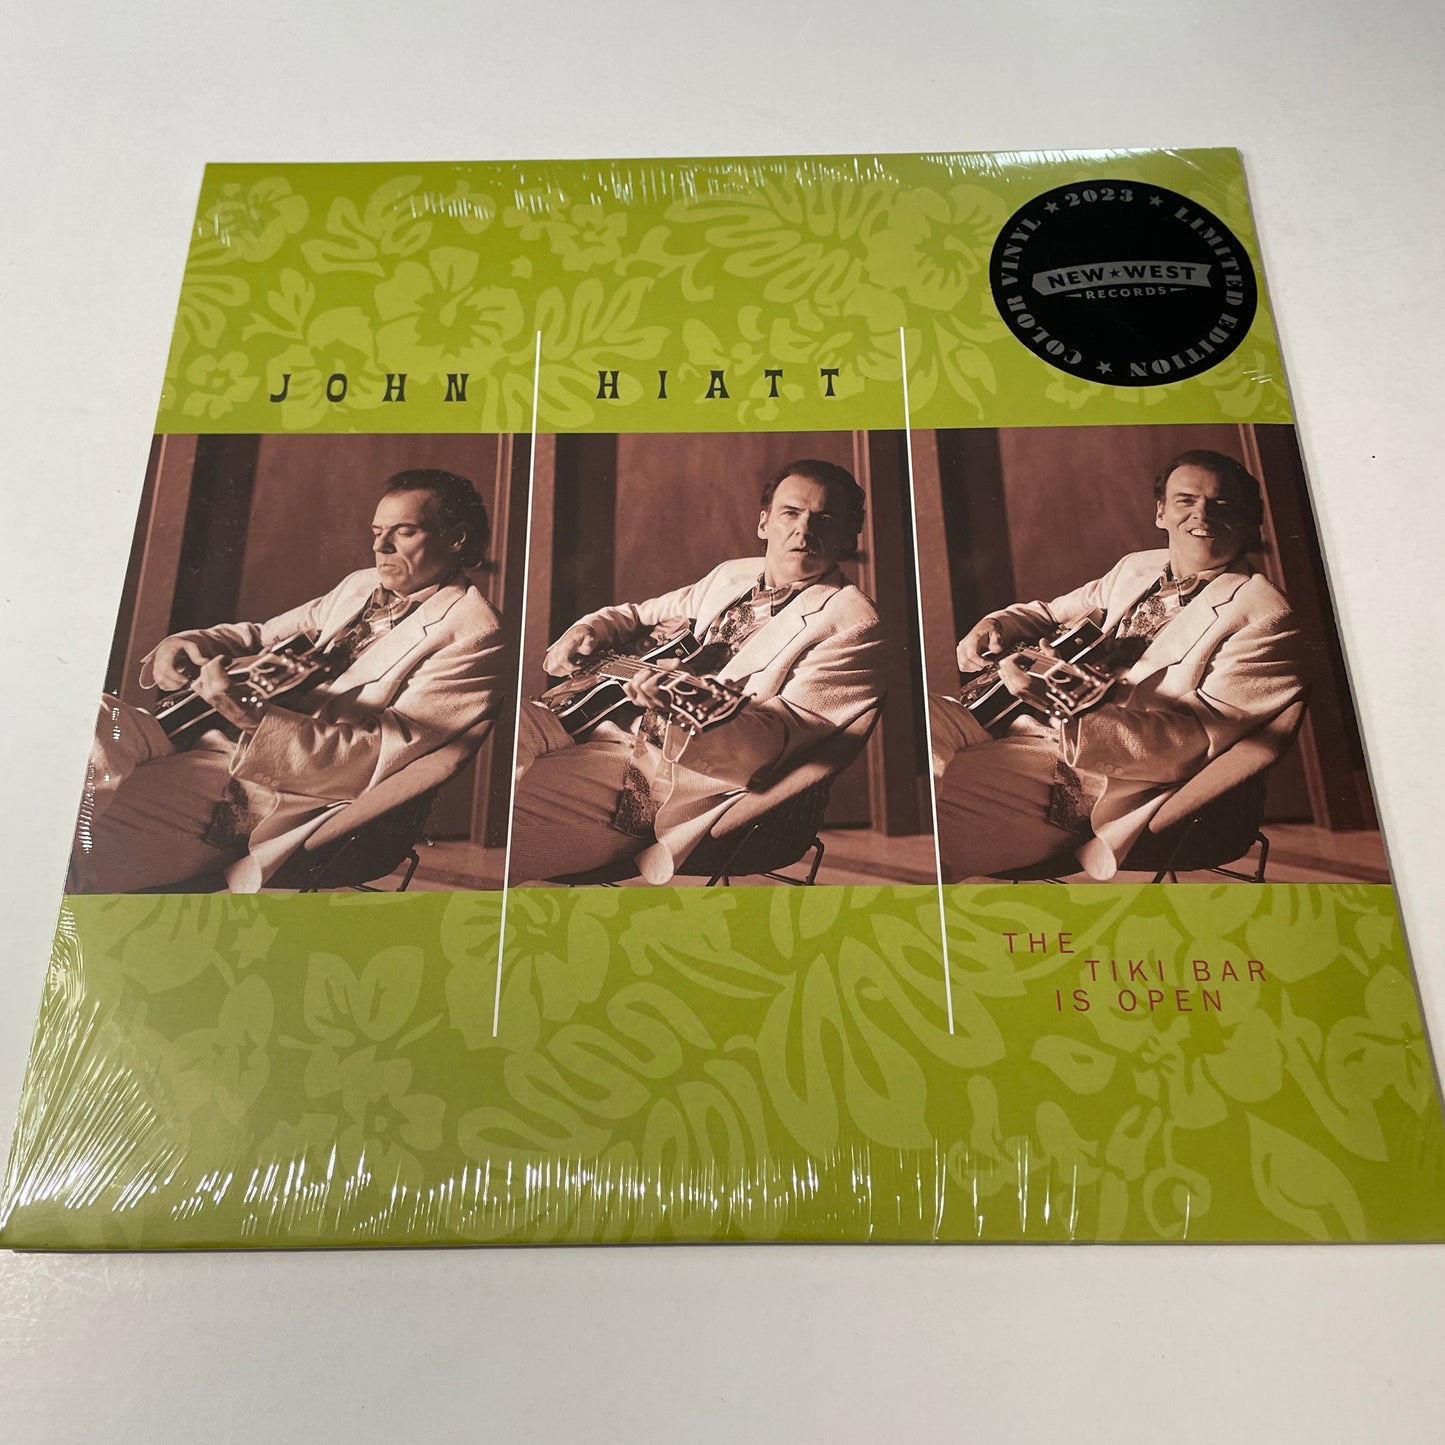 COLOR VINYL ★ 2023 ★ LIMITED EDITION ★
NEW★WEST
RECORDS
JOHN HIATT
THE
TIKI BAR
IS OPEN